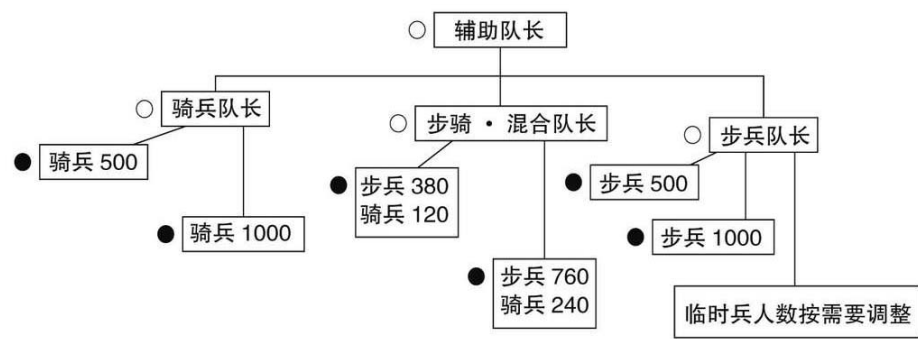 辅助队长
骑兵队长
步骑·混合队长
步兵队长
骑兵 500
步兵 380
骑兵 120
步兵 500
骑兵 1000
步兵 1000
步兵 760
骑兵 240
临时兵人数按需要调整